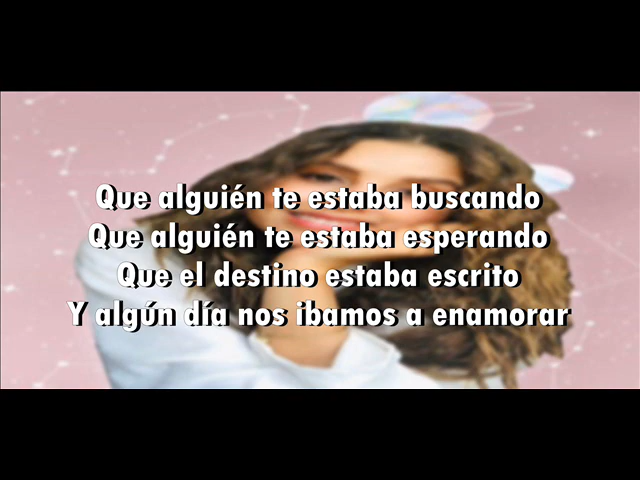 Que alguién te estaba buscando
Que alguién te estaba esperando
Que el destino estaba escrito
Y algún día nos ibamos a enamorar